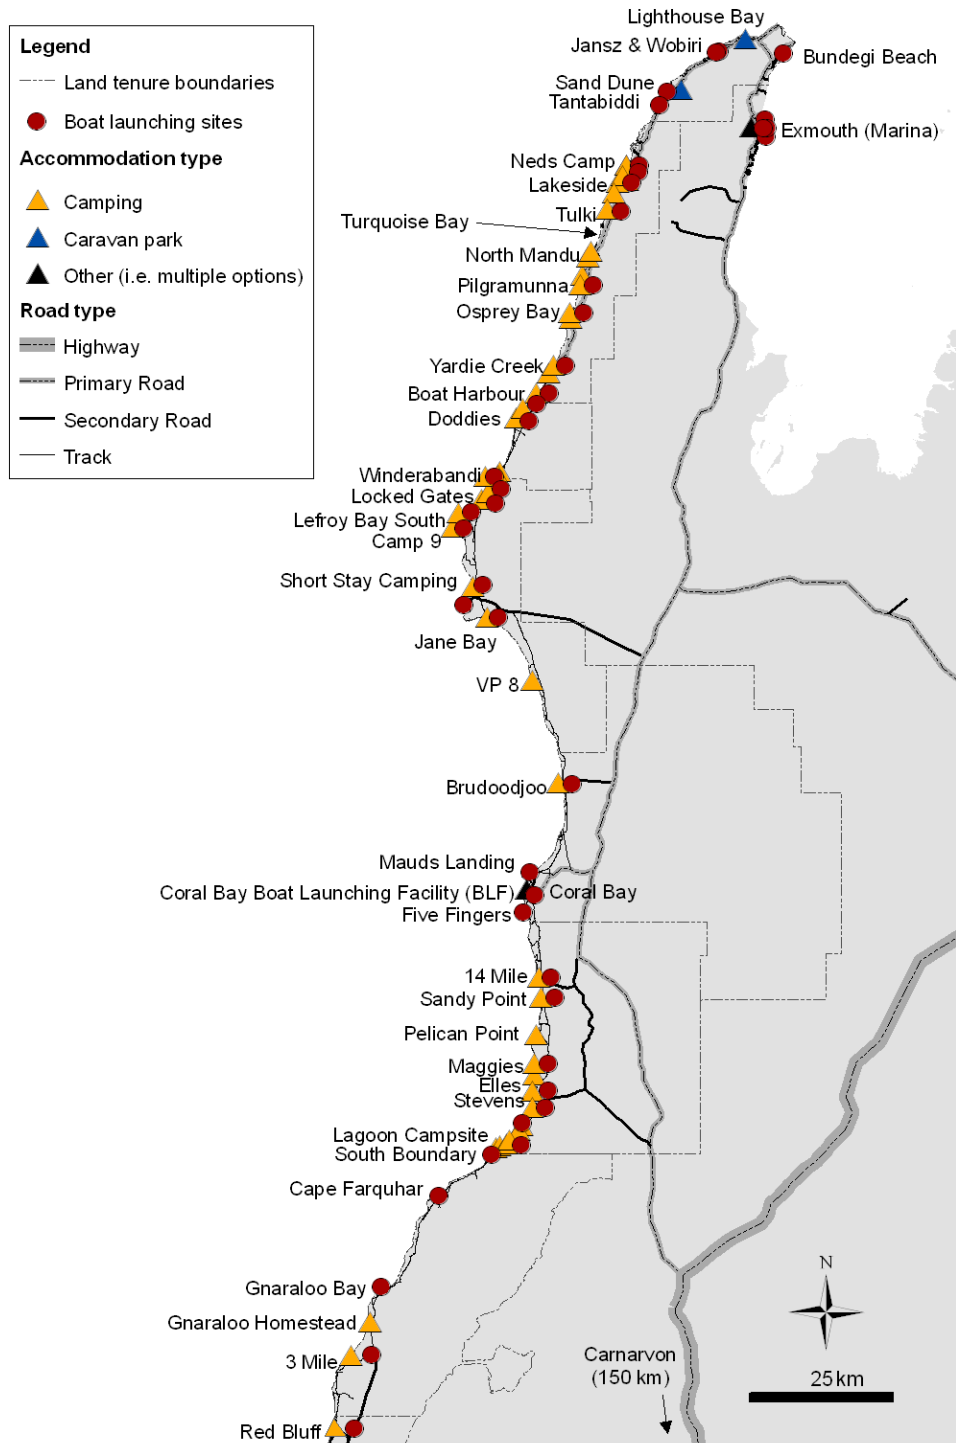 Legend
Land tenure boundaries
Boat launching sites
Accommodation type
Camping
Caravan park
Other (i.e. multiple options)
Road type
Highway
Primary Road
Secondary Road
Track
Lighthouse Bay
Jansz & Wobiri
Bundegi Beach
Sand Dune
Tantabiddi
Exmouth (Marina)
Neds Camp
Lakeside
Tulki
Turquoise Bay
North Mandu
Pilgramunna
Osprey Bay
Yardie Creek
Boat Harbour
Doddies
Winderabandi
Locked Gates
Lefroy Bay South
Camp 9
Short Stay Camping
Jane Bay
VP 8
Brudoodjoo
Mauds Landing
Coral Bay Boat Launching Facility (BLF)
Coral Bay
Five Fingers
14 Mile
Sandy Point
Pelican Point
Maggies
Elles
Stevens
Lagoon Campsite
South Boundary
Cape Farquhar
Gnaraloo Bay
Gnaraloo Homestead
3 Mile
Red Bluff
Carnarvon
(150 km)
N
25 km